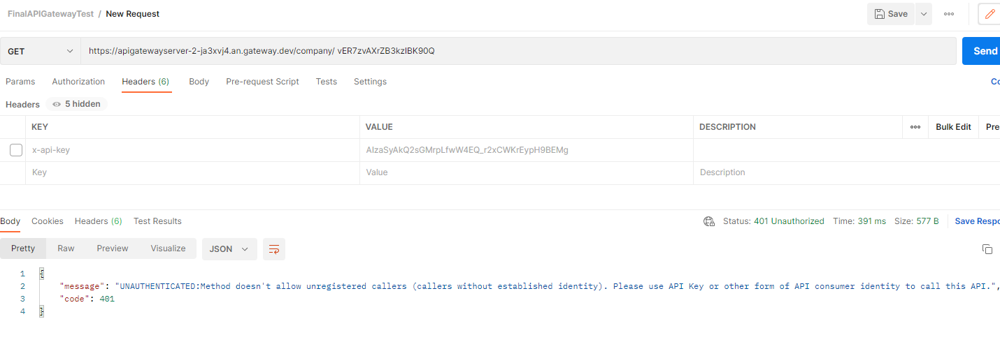 FinalAPIGatewayTest / New Request
Save
GET
https://apigatewayserver-2-ja3xvj4.an.gateway.dev/company/ vER7zvAXrZB3kzIBK90Q
Send
Params Authorization Headers (6) Body Pre-request Script Tests Settings
Co
Headers 5 hidden
KEY VALUE DESCRIPTION Bulk Edit Pre
x-api-key AIzaSyAkQ2sGMrpLfwW4EQ_r2xCWKrEypH9BEMg
Key Value Description
Body Cookies Headers (6) Test Results Status: 401 Unauthorized Time: 391 ms Size: 577 B Save Respo
Pretty Raw Preview Visualize JSON
1 {
2 "message": "UNAUTHENTICATED:Method doesn't allow unregistered callers (callers without established identity). Please use API Key or other form of API consumer identity to call this API.",
3 "code": 401
4 }